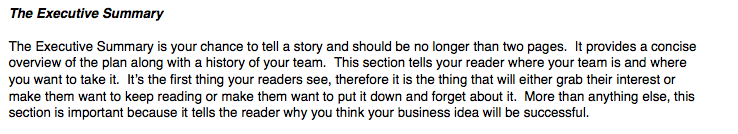 The Executive Summary
The Executive Summary is your chance to tell a story and should be no longer than two pages.  It provides a concise
overview of the plan along with a history of your team.  This section tells your reader where your team is and where
you want to take it.  It's the first thing your readers see, therefore it is the thing that will either grab their interest or
make them want to keep reading or make them want to put it down and forget about it.  More than anything else, this
section is important because it tells the reader why you think your business idea will be successful.